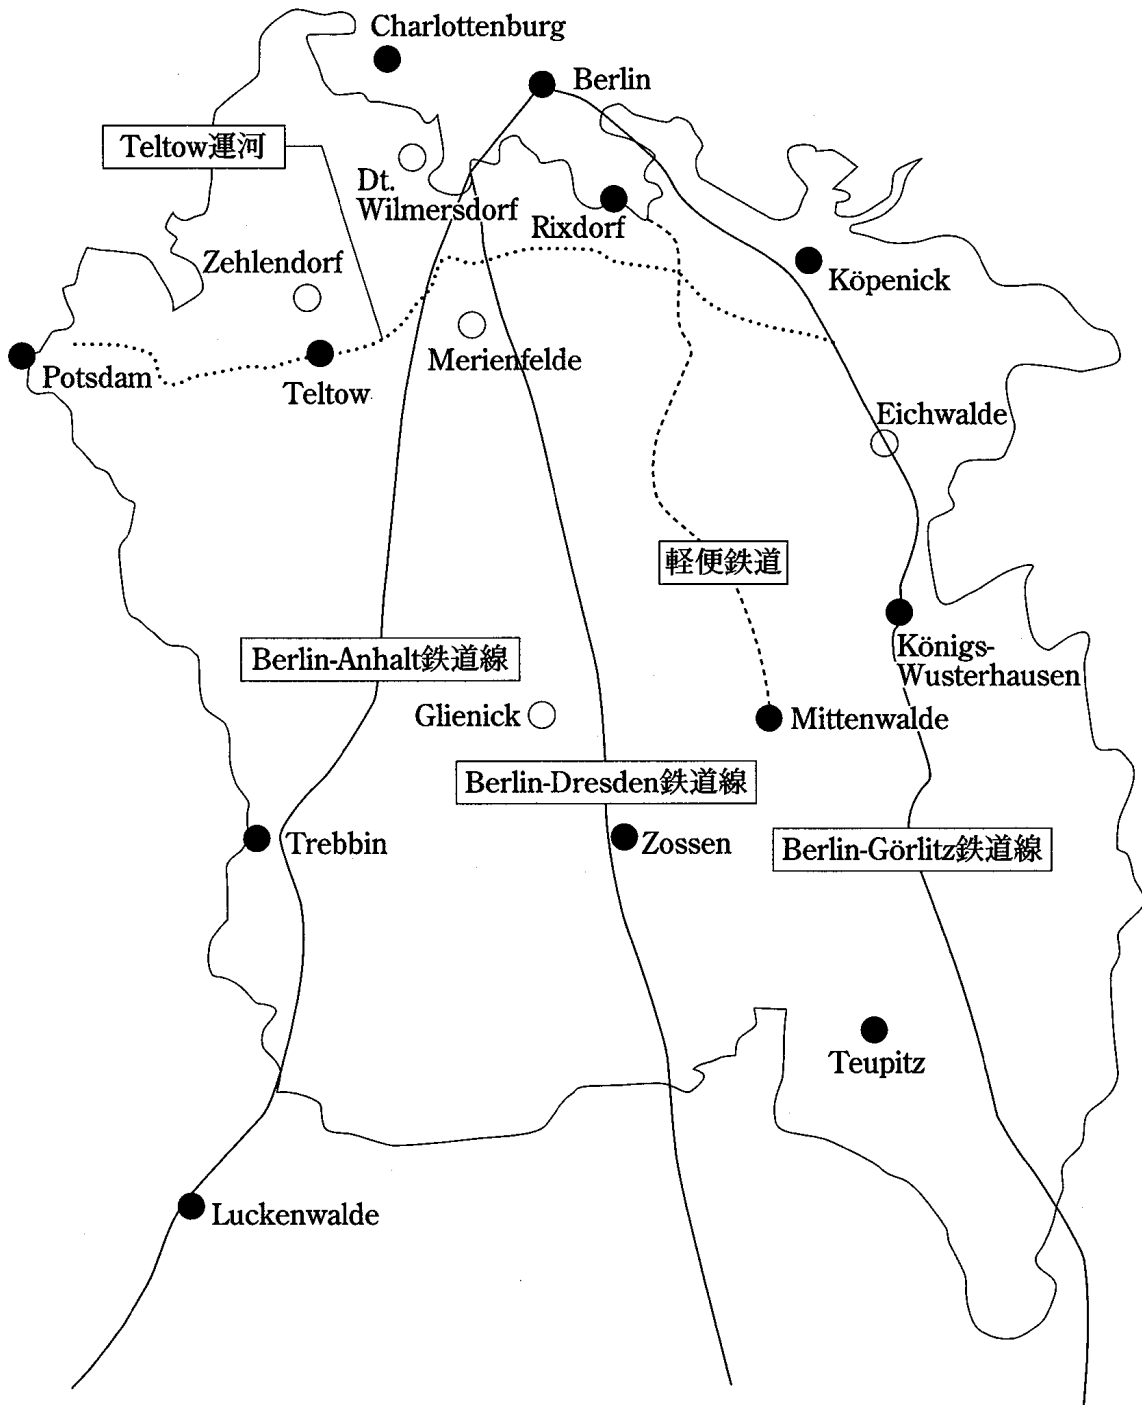 Charlottenburg
Berlin
Teltow運河
Dt.
Wilmersdorf
Rixdorf
Zehlendorf
Köpenick
Merienfelde
Potsdam
Teltow
Eichwalde
軽便鉄道
Königs-
Wusterhausen
Berlin-Anhalt鉄道線
Glienick
Mittenwalde
Berlin-Dresden鉄道線
Trebbin
Zossen
Berlin-Görlitz鉄道線
Teupitz
Luckenwalde